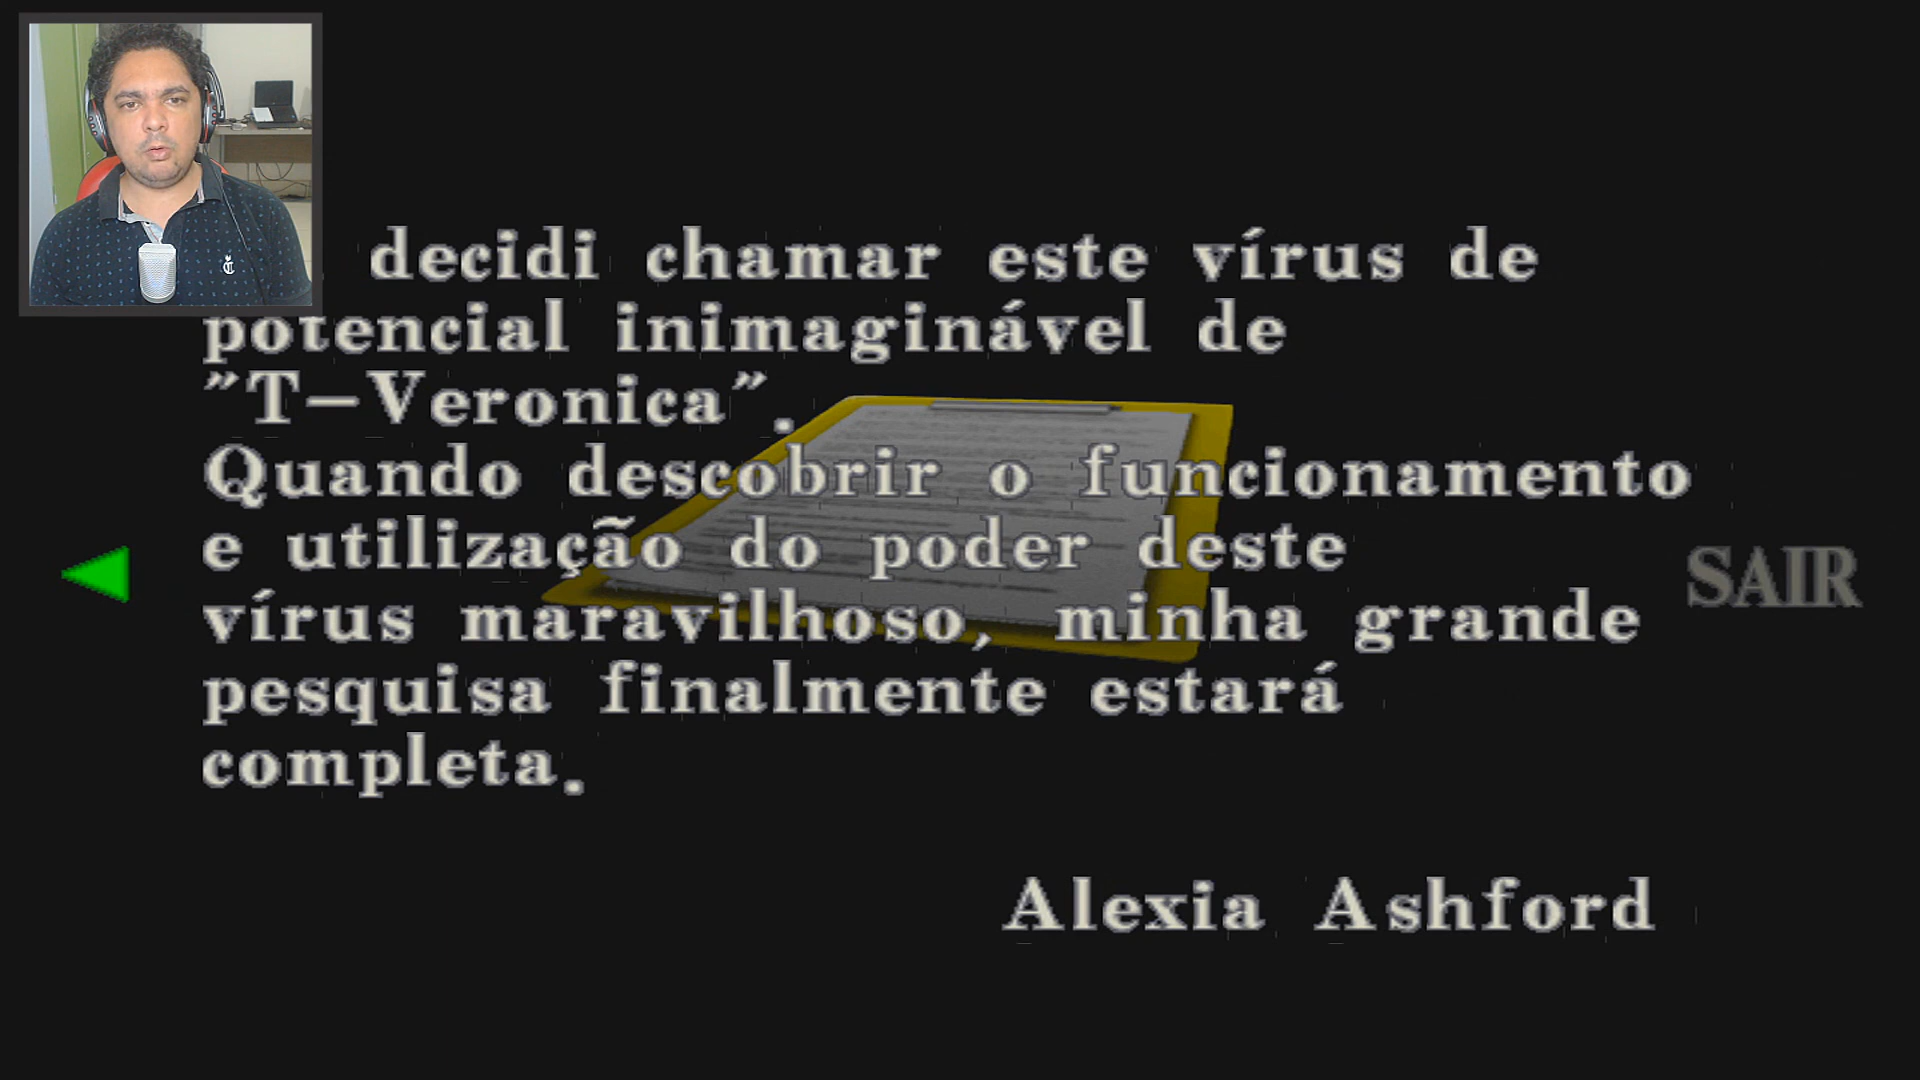 decidi chamar este vírus de
potencial inimaginável de
"T-Veronica".
Quando descobrir o funcionamento
e utilização do poder deste
vírus maravilhoso, minha grande
pesquisa finalmente estará
completa.
SAIR
Alexia Ashford